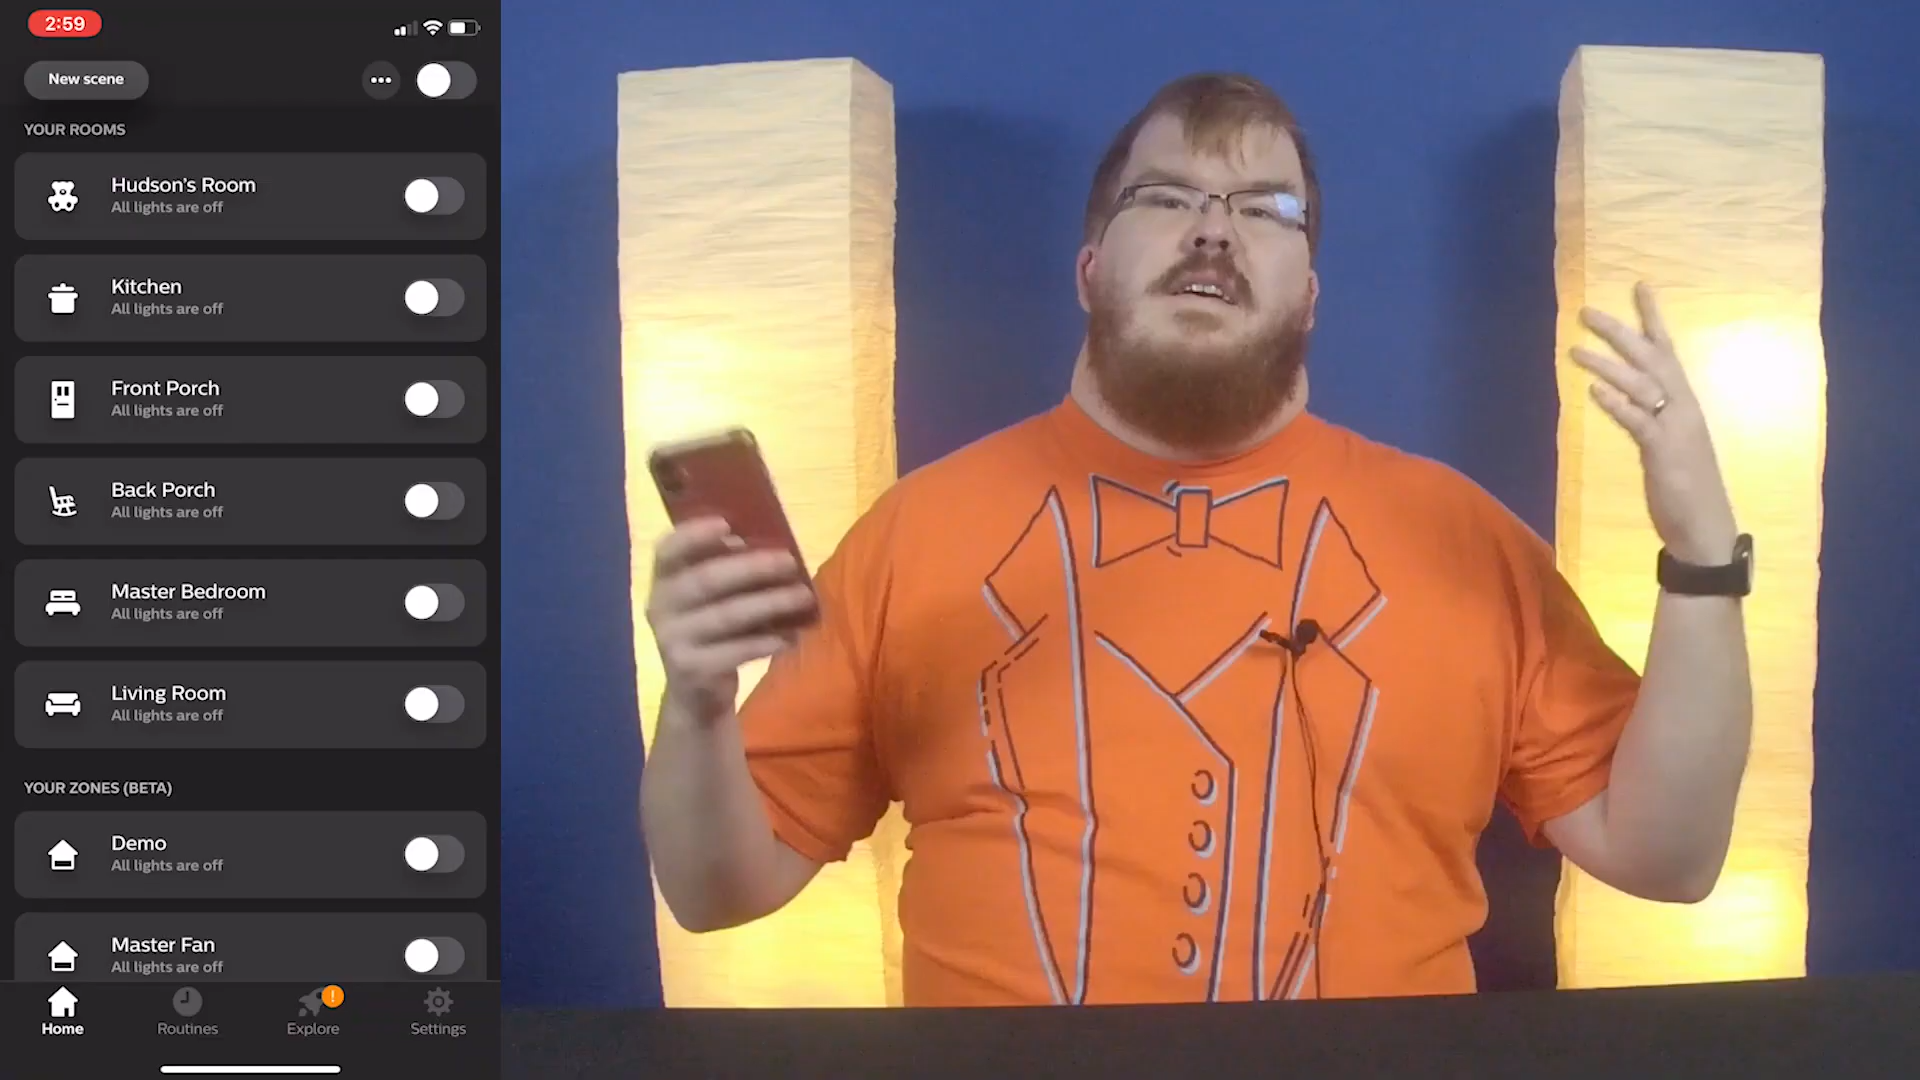 2:59
New scene
YOUR ROOMS
Hudson's Room
All lights are off
Kitchen
All lights are off
Front Porch
All lights are off
Back Porch
All lights are off
Master Bedroom
All lights are off
Living Room
All lights are off
YOUR ZONES (BETA)
Demo
All lights are off
Master Fan
All lights are off
Home
Routines
Explore
!
Settings